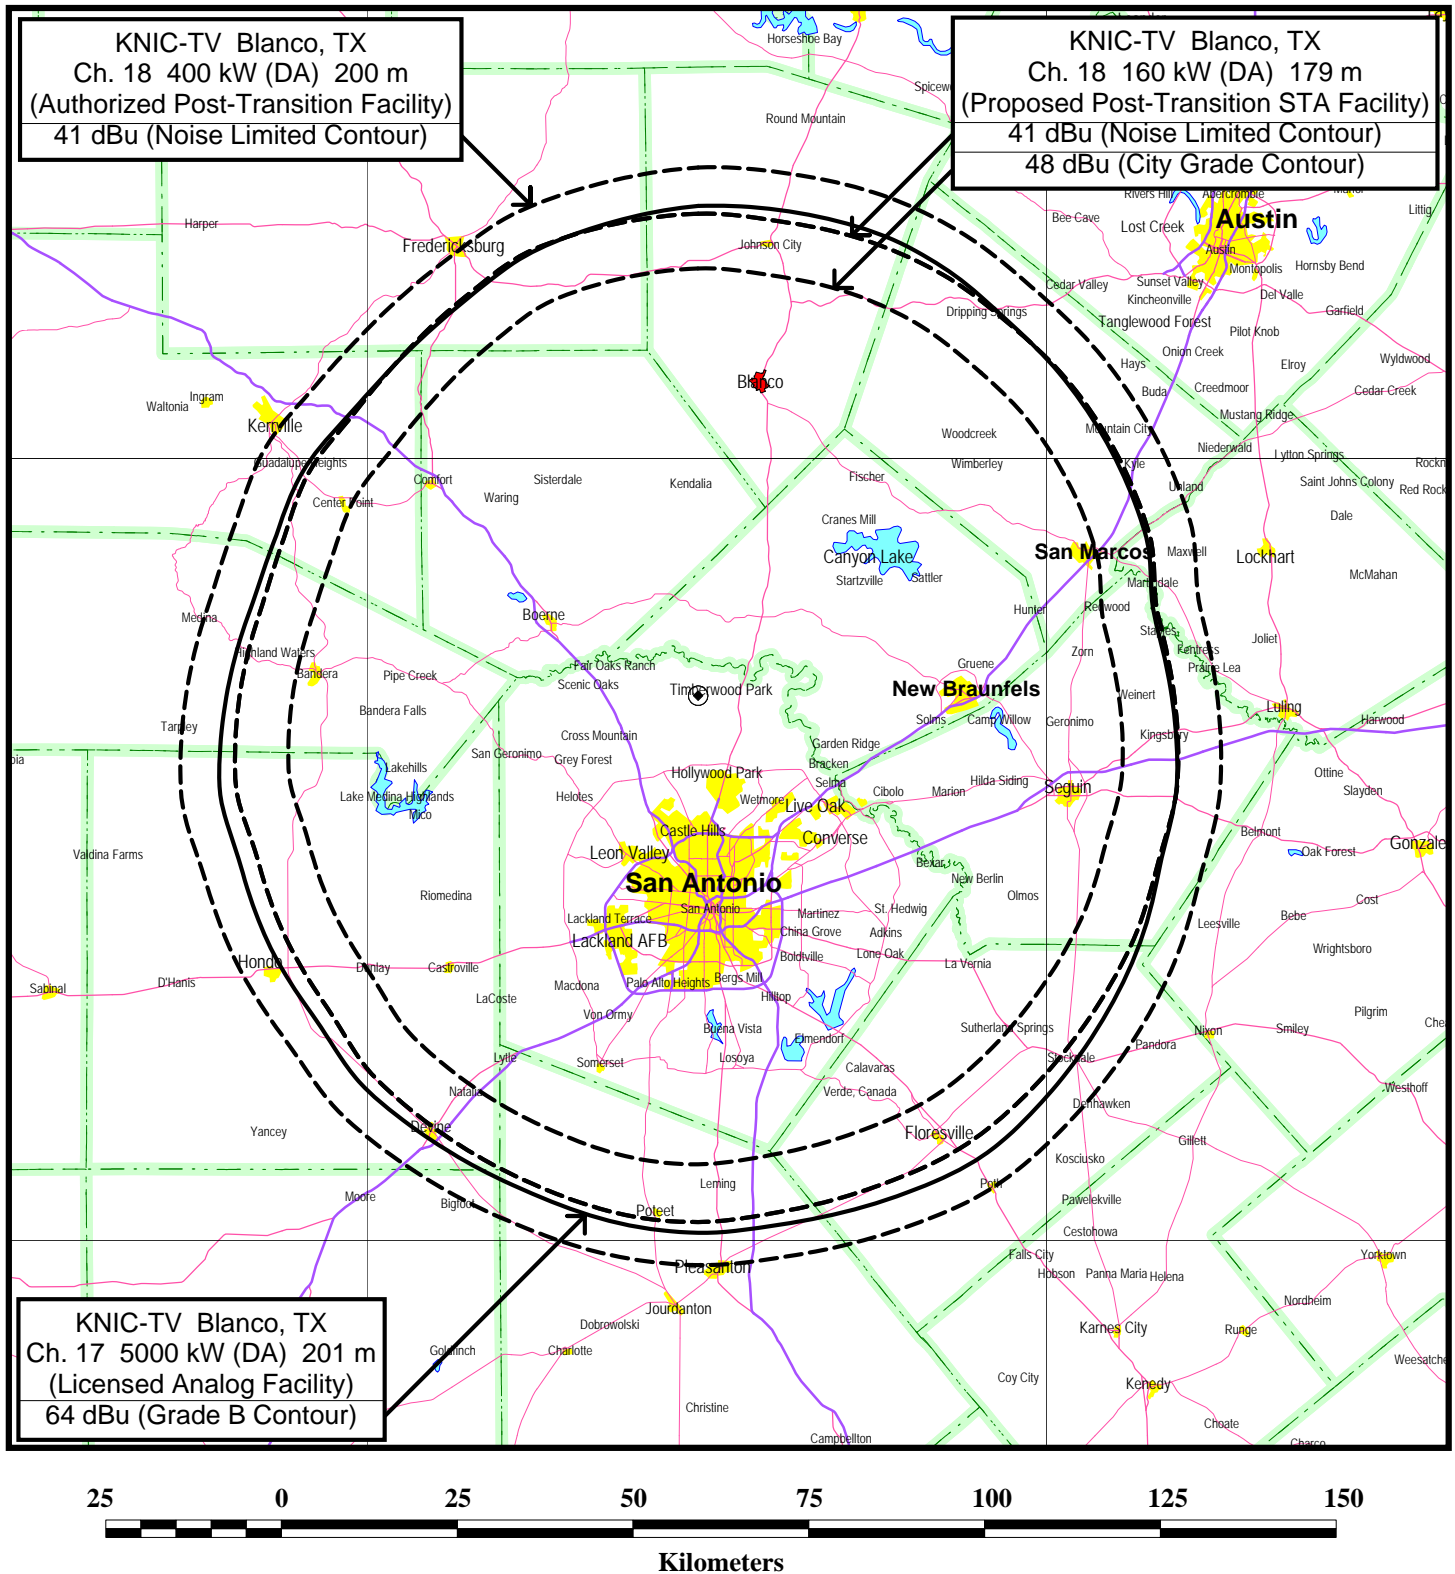 KNIC-TV Blanco, TX
Ch. 18 400 kW (DA) 200 m
(Authorized Post-Transition Facility)
41 dBu (Noise Limited Contour)
KNIC-TV Blanco, TX
Ch. 18 160 kW (DA) 179 m
(Proposed Post-Transition STA Facility)
41 dBu (Noise Limited Contour)
48 dBu (City Grade Contour)
Horseshoe Bay
Round Mountain
Rivers Hill
Abercrombie
Bee Cave
Lost Creek
Austin
Littig
Harper
Fredericksburg
Johnson City
Austin
Montopolis
Hornsby Bend
Cedar Valley
Sunset Valley
Kincheonville
Del Valle
Dripping Springs
Garfield
Tanglewood Forest
Pilot Knob
Onion Creek
Hays
Elroy
Wyldwood
Blanco
Buda
Creedmoor
Cedar Creek
Waltonia
Ingram
Mustang Ridge
Kerrville
Woodcreek
Mountain City
Niederwald
Lytton Springs
Guadalupe Heights
Wimberley
Kyle
Comfort
Sisterdale
Kendalia
Fischer
Uhland
Saint Johns Colony
Red Rock
Center Point
Waring
Cranes Mill
Dale
Canyon Lake
San Marcos
Maxwell
Lockhart
Startzville
Sattler
Martindale
McMahan
Medina
Boerne
Hunter
Redwood
Staples
Joliet
Highland Waters
Bandera
Pipe Creek
Fair Oaks Ranch
Scenic Oaks
Timberwood Park
Gruene
Zorn
Fentress
Prairie Lea
New Braunfels
Weinert
Luling
Tarpley
Bandera Falls
Solms
Camp Willow
Geronimo
Kingsbury
Harwood
Cross Mountain
San Geronimo
Grey Forest
Garden Ridge
Bracken
Lakehills
Hollywood Park
Selma
Hilda Siding
Ottine
Lake Medina Highlands
Mico
Helotes
Wetmore
Live Oak
Cibolo
Marion
Seguin
Slayden
Castle Hills
Converse
Belmont
Valdina Farms
Leon Valley
Bexar
Oak Forest
San Antonio
New Berlin
Riomedina
Olmos
Cost
San Antonio
Lackland Terrace
Martinez
St. Hedwig
Leesville
Bebe
China Grove
Adkins
Lackland AFB
Boldtville
Lone Oak
Wrightsboro
Hondo
Dunlay
Castroville
La Vernia
Sabinal
D'Hanis
Macdona
Palo Alto Heights
Bergs Mill
LaCoste
Hilltop
Von Ormy
Buena Vista
Elmendorf
Sutherland Springs
Nixon
Smiley
Pilgrim
Lytle
Somerset
Losoya
Calavaras
Stockdale
Pandora
Natalia
Verde, Canada
Denhawken
Westhoff
Yancey
Devine
Floresville
Gillett
Kosciusko
Moore
Bigfoot
Leming
Poth
Pawelekville
Poteet
Cestohowa
Pleasanton
Falls City
Yorktown
Hobson
Panna Maria
Helena
Jourdanton
Nordheim
KNIC-TV Blanco, TX
Ch. 17 5000 kW (DA) 201 m
(Licensed Analog Facility)
64 dBu (Grade B Contour)
Dobrowolski
Karnes City
Runge
Goldfinch
Charlotte
Coy City
Kenedy
Christine
Choate
Campbellton
Charco
25 0 25 50 75 100 125 150
Kilometers